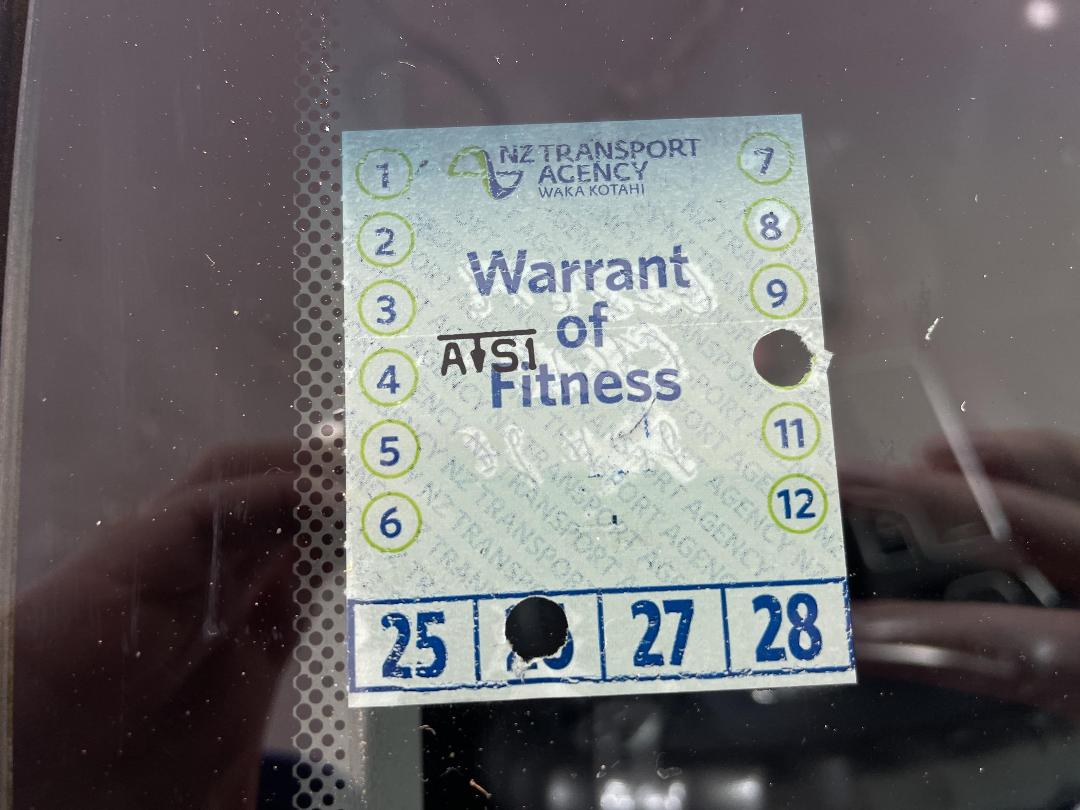 NZ TRANSPORT
AGENCY
WAKA KOTAHI
1
2
3
4
5
6
7
8
9
11
12
Warrant
of
Fitness
AS1
25
27
28